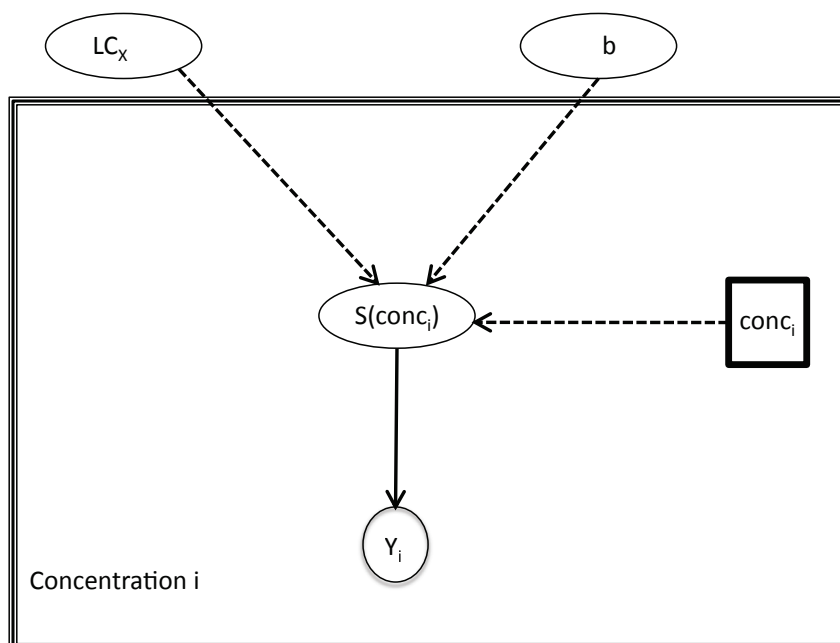 LCₓ
b
S(concᵢ)
concᵢ
Yᵢ
Concentration i